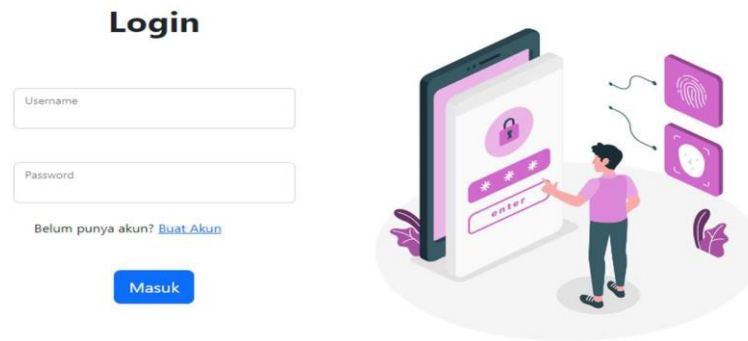 Login
Username
Password
Belum punya akun? Buat Akun
Masuk
* * *
enter